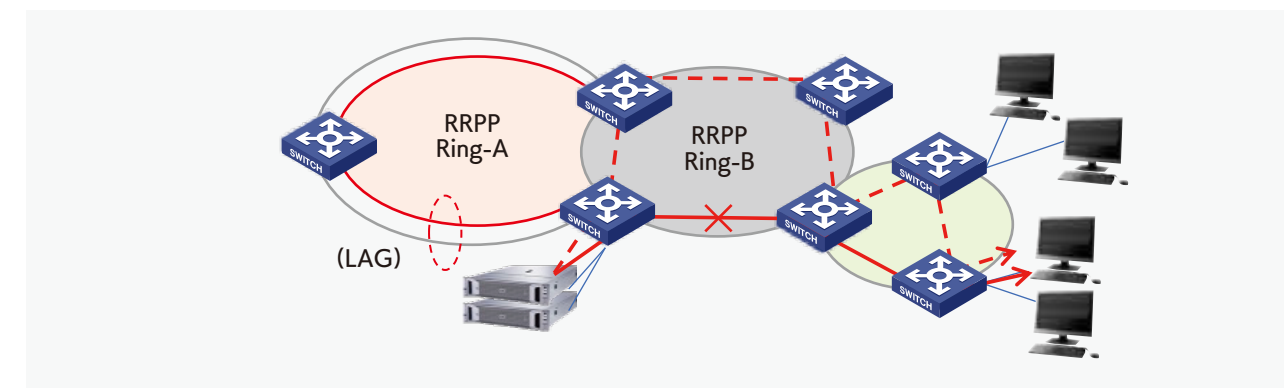 SWITCH
SWITCH
RRPP
Ring-A
RRPP
Ring-B
SWITCH
SWITCH
SWITCH
SWITCH
SWITCH
(LAG)